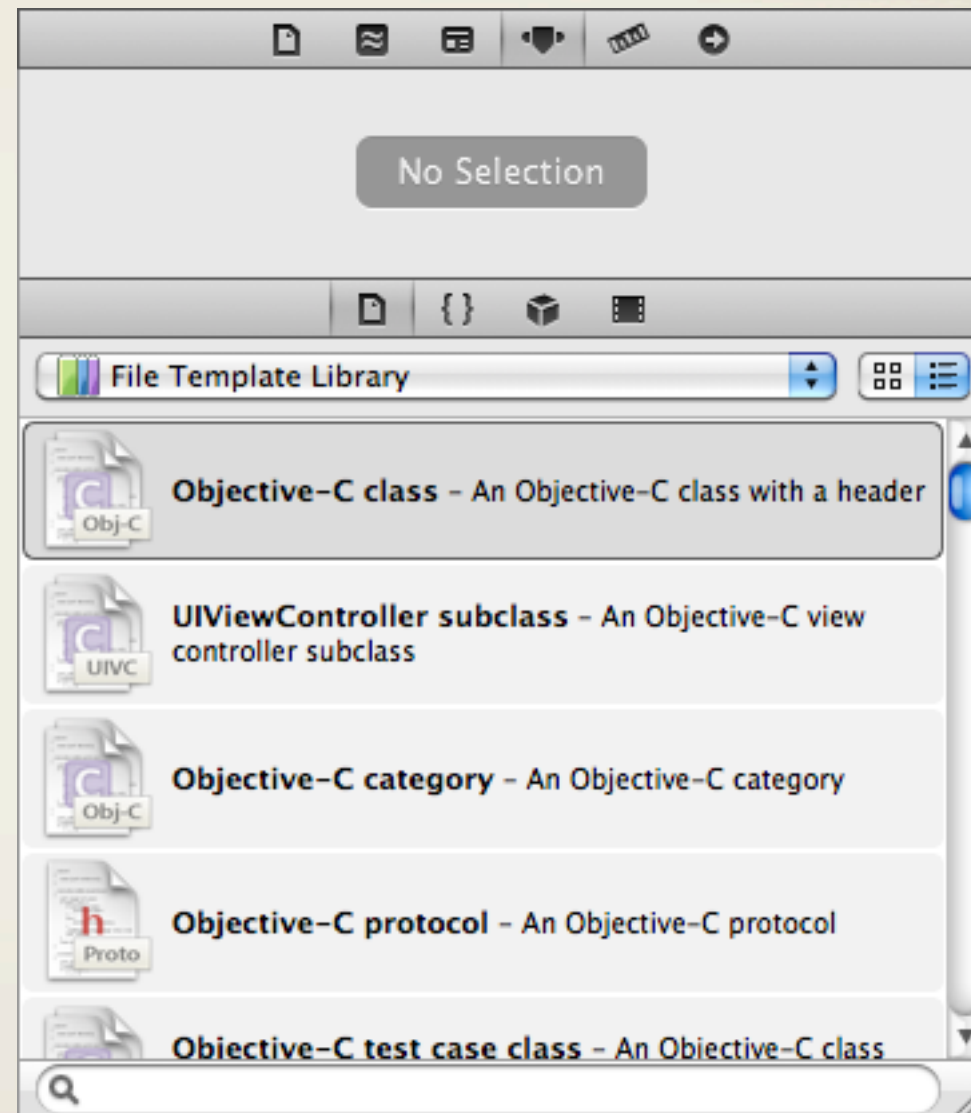 No Selection
{ }
File Template Library
C
Obj-C
Objective-C class – An Objective-C class with a header
C
UIVC
UIViewController subclass – An Objective-C view
controller subclass
C
Obj-C
Objective-C category – An Objective-C category
h
Proto
Objective-C protocol – An Objective-C protocol
Objective-C test case class – An Objective-C class